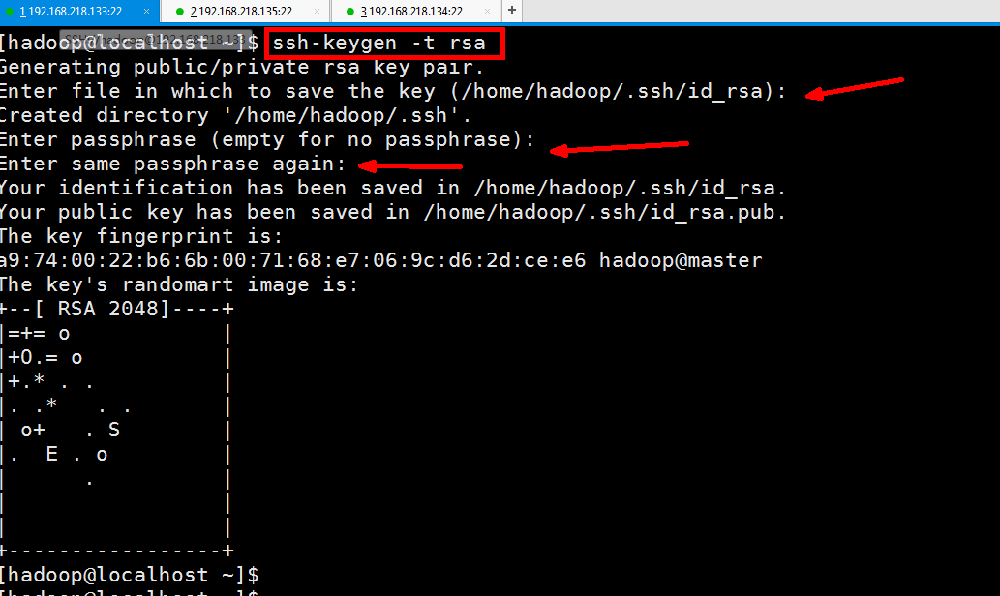 1 192.168.218.133:22 × 2 192.168.218.135:22 × 3 192.168.218.134:22 × +
[hadoop@localhost ~]$ ssh-keygen -t rsa
Generating public/private rsa key pair.
Enter file in which to save the key (/home/hadoop/.ssh/id_rsa):
Created directory '/home/hadoop/.ssh'.
Enter passphrase (empty for no passphrase):
Enter same passphrase again:
Your identification has been saved in /home/hadoop/.ssh/id_rsa.
Your public key has been saved in /home/hadoop/.ssh/id_rsa.pub.
The key fingerprint is:
a9:74:00:22:b6:6b:00:71:68:e7:06:9c:d6:2d:ce:e6 hadoop@master
The key's randomart image is:
+--[ RSA 2048]----+
|=+= o            |
|+O.= o           |
|+.* . .          |
|. .*   . .       |
| o+   . S        |
|.  E . o         |
|      .          |
|                 |
|                 |
+-----------------+
[hadoop@localhost ~]$
[hadoop@localhost ~]$